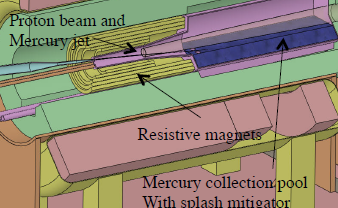 Proton beam and
Mercury jet
Resistive magnets
Mercury collection pool
With splash mitigator